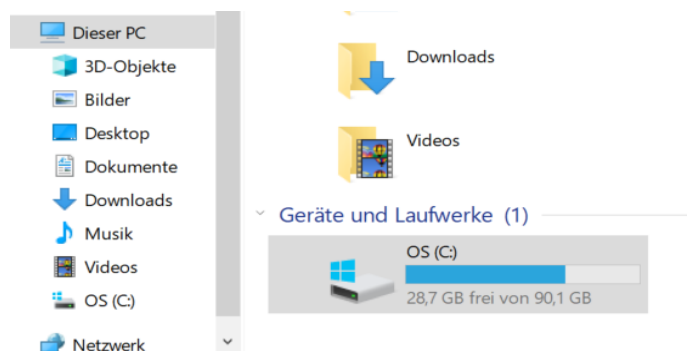 Dieser PC
3D-Objekte
Bilder
Desktop
Dokumente
Downloads
Musik
Videos
OS (C:)
Netzwerk
Downloads
Videos
Geräte und Laufwerke (1)
OS (C:)
28,7 GB frei von 90,1 GB